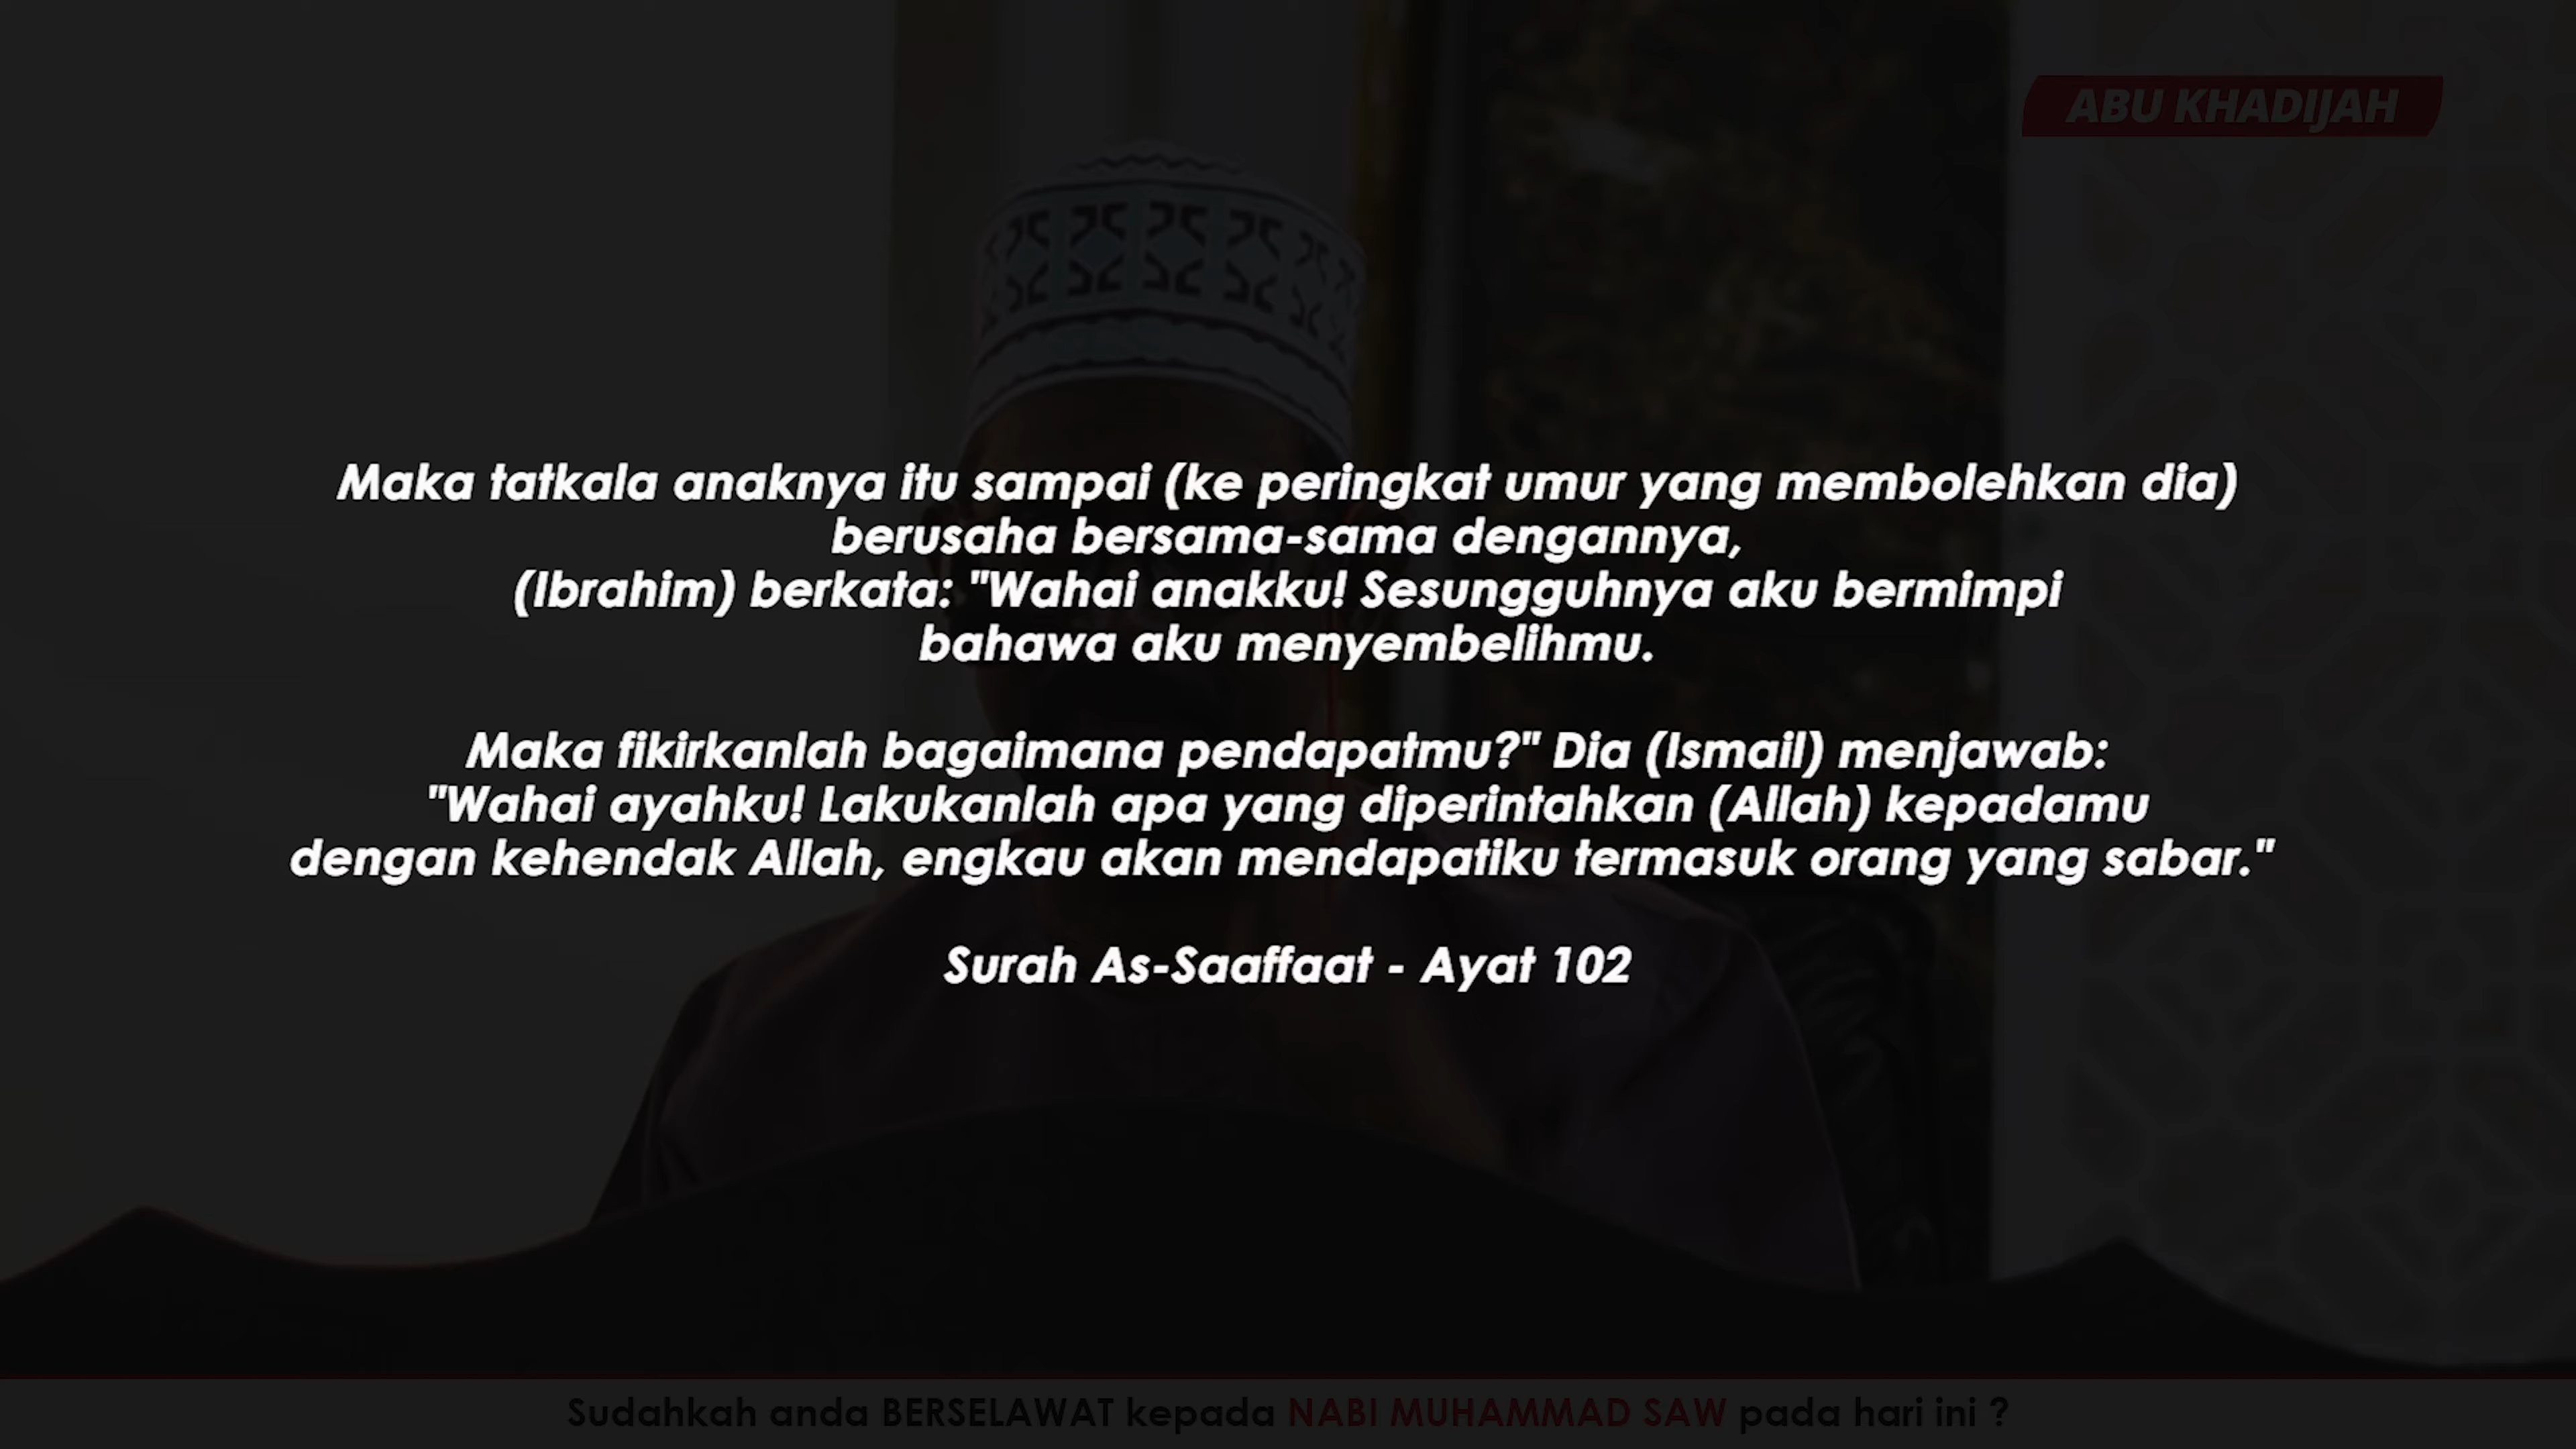 ABU KHADIJAH
Maka tatkala anaknya itu sampai (ke peringkat umur yang membolehkan dia)
berusaha bersama-sama dengannya,
(Ibrahim) berkata: "Wahai anakku! Sesungguhnya aku bermimpi
bahawa aku menyembelihmu.
Maka fikirkanlah bagaimana pendapatmu?" Dia (Ismail) menjawab:
"Wahai ayahku! Lakukanlah apa yang diperintahkan (Allah) kepadamu
dengan kehendak Allah, engkau akan mendapatiku termasuk orang yang sabar."
Surah As-Saaffaat - Ayat 102
Sudahkah anda BERSELAWAT kepada NABI MUHAMMAD SAW pada hari ini ?